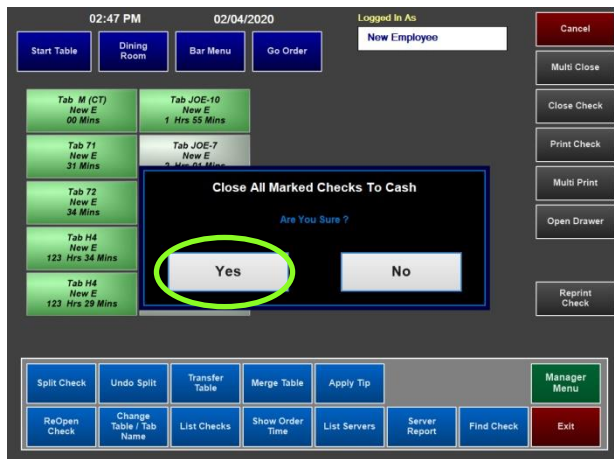 02:47 PM
02/04/2020
Logged In As
New Employee
Start Table
Dining
Room
Bar Menu
Go Order
Cancel
Multi Close
Close Check
Print Check
Multi Print
Open Drawer
Reprint
Check
Tab M (CT)
New E
00 Mins
Tab JOE-10
New E
1 Hrs 55 Mins
Tab 71
New E
31 Mins
Tab JOE-7
New E
2 Hrs 01 Mins
Tab 72
New E
34 Mins
Tab H4
New E
123 Hrs 34 Mins
Tab H4
New E
123 Hrs 29 Mins
Close All Marked Checks To Cash
Are You Sure ?
Yes
No
Split Check
Undo Split
Transfer
Table
Merge Table
Apply Tip
Manager
Menu
ReOpen
Check
Change
Table / Tab
Name
List Checks
Show Order
Time
List Servers
Server
Report
Find Check
Exit